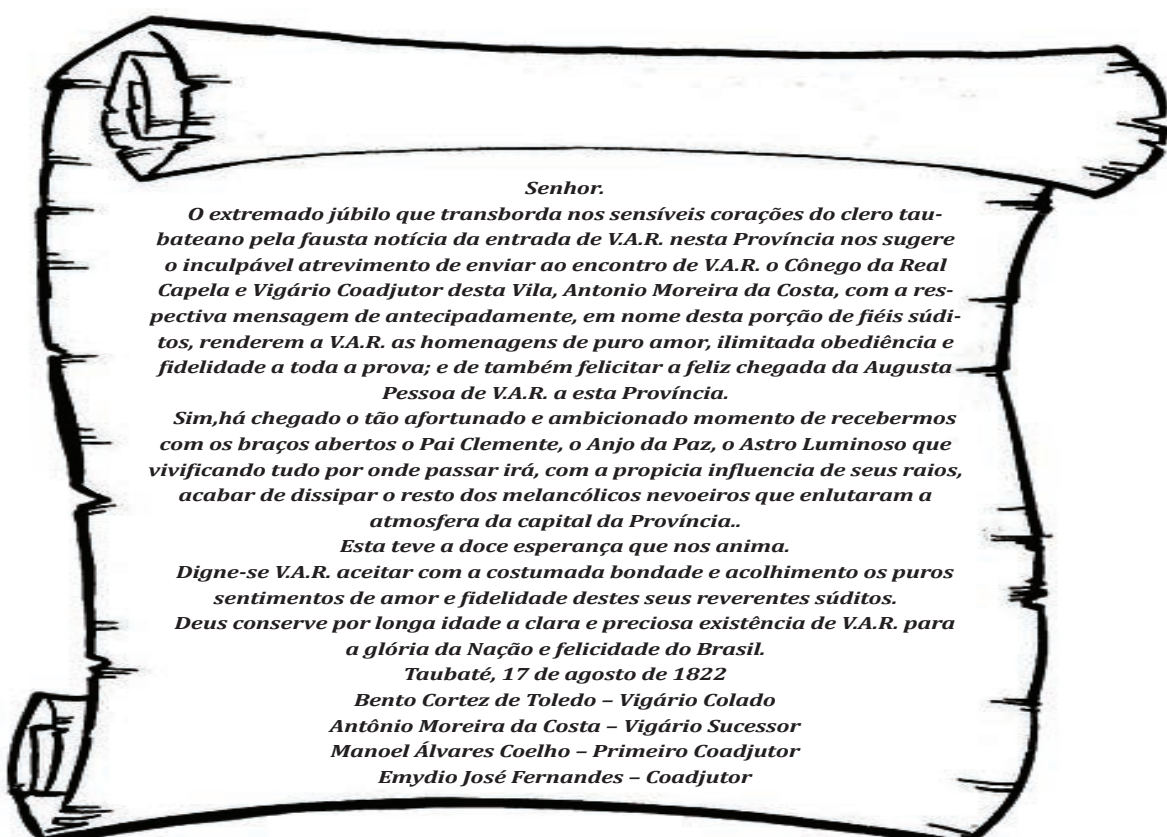 Senhor.
O extremado júbilo que transborda nos sensíveis corações do clero tau-
bateano pela fausta notícia da entrada de V.A.R. nesta Província nos sugere
o inculpável atrevimento de enviar ao encontro de V.A.R. o Cônego da Real
Capela e Vigário Coadjutor desta Vila, Antonio Moreira da Costa, com a res-
pectiva mensagem de antecipadamente, em nome desta porção de fiéis súdi-
tos, renderem a V.A.R. as homenagens de puro amor, ilimitada obediência e
fidelidade a toda a prova; e de também felicitar a feliz chegada da Augusta
Pessoa de V.A.R. a esta Província.
Sim,há chegado o tão afortunado e ambicionado momento de recebermos
com os braços abertos o Pai Clemente, o Anjo da Paz, o Astro Luminoso que
vivificando tudo por onde passar irá, com a propicia influencia de seus raios,
acabar de dissipar o resto dos melancólicos nevoeiros que enlutaram a
atmosfera da capital da Província..
Esta teve a doce esperança que nos anima.
Digne-se V.A.R. aceitar com a costumada bondade e acolhimento os puros
sentimentos de amor e fidelidade destes seus reverentes súditos.
Deus conserve por longa idade a clara e preciosa existência de V.A.R. para
a glória da Nação e felicidade do Brasil.
Taubaté, 17 de agosto de 1822
Bento Cortez de Toledo – Vigário Colado
Antônio Moreira da Costa – Vigário Sucessor
Manoel Álvares Coelho – Primeiro Coadjutor
Emydio José Fernandes – Coadjutor